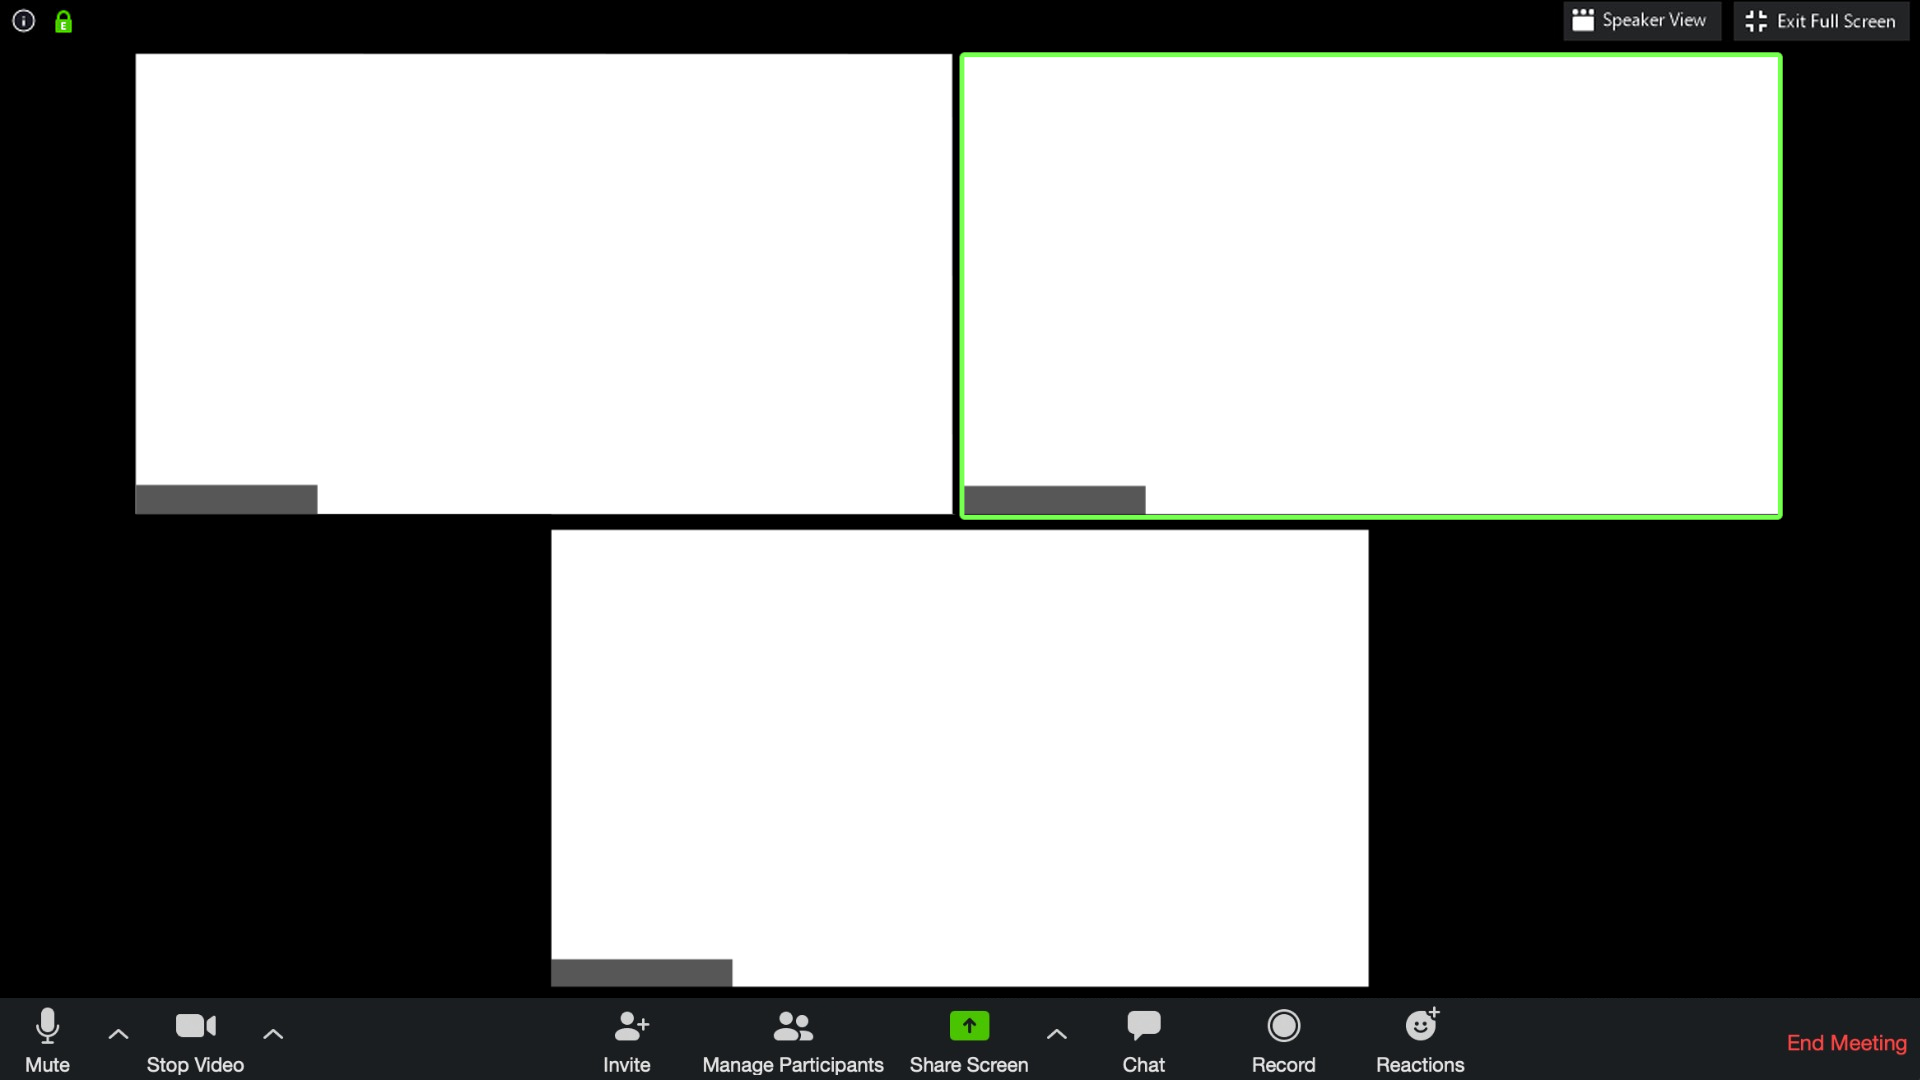 E
Speaker View
Exit Full Screen
Mute
Stop Video
Invite
Manage Participants
Share Screen
Chat
Record
Reactions
End Meeting